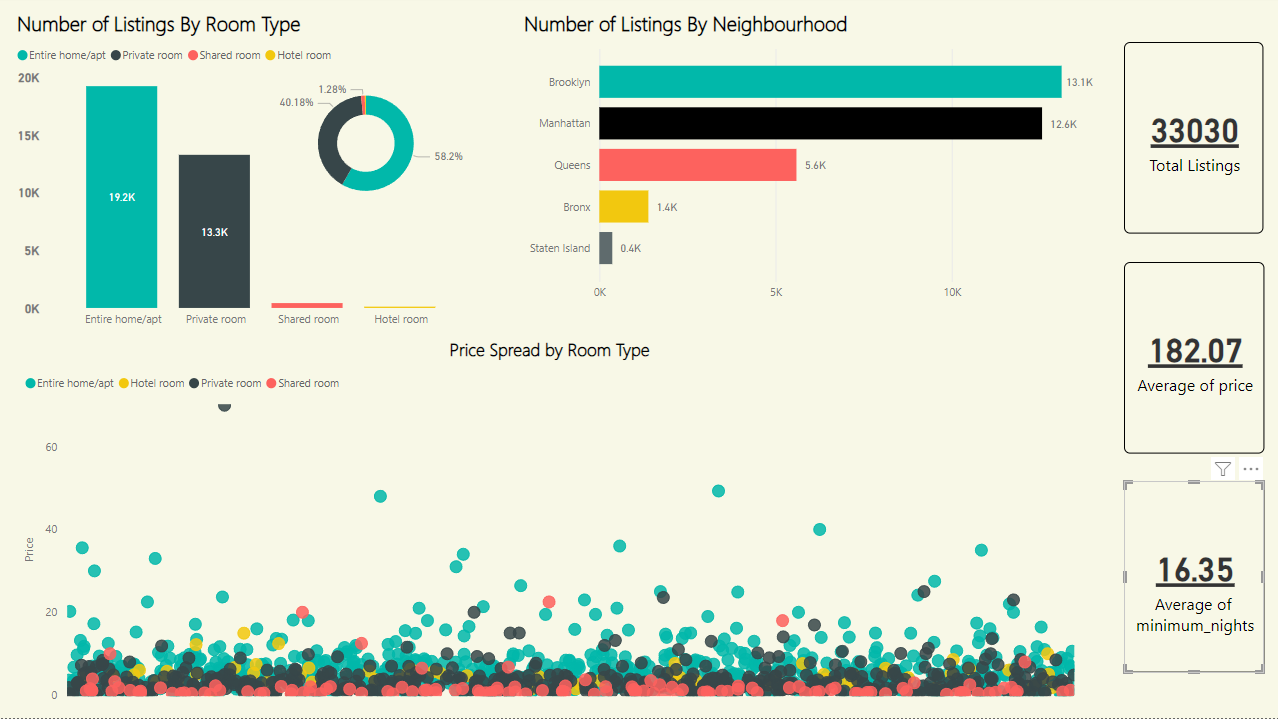 Number of Listings By Room Type
Entire home/apt Private room Shared room Hotel room
20K
15K
10K
5K
0K
19.2K
13.3K
Entire home/apt Private room Shared room Hotel room
1.28%
40.18%
58.2%
Number of Listings By Neighbourhood
Brooklyn 13.1K
Manhattan 12.6K
Queens 5.6K
Bronx 1.4K
Staten Island 0.4K
0K 5K 10K
33030
Total Listings
182.07
Average of price
16.35
Average of
minimum_nights
Price Spread by Room Type
Entire home/apt Hotel room Private room Shared room
Price
60
40
20
0